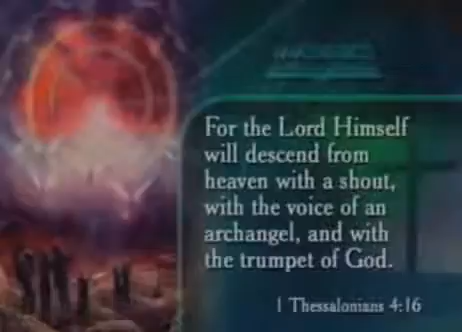 For the Lord Himself
will descend from
heaven with a shout,
with the voice of an
archangel, and with
the trumpet of God.
1 Thessalonians 4:16